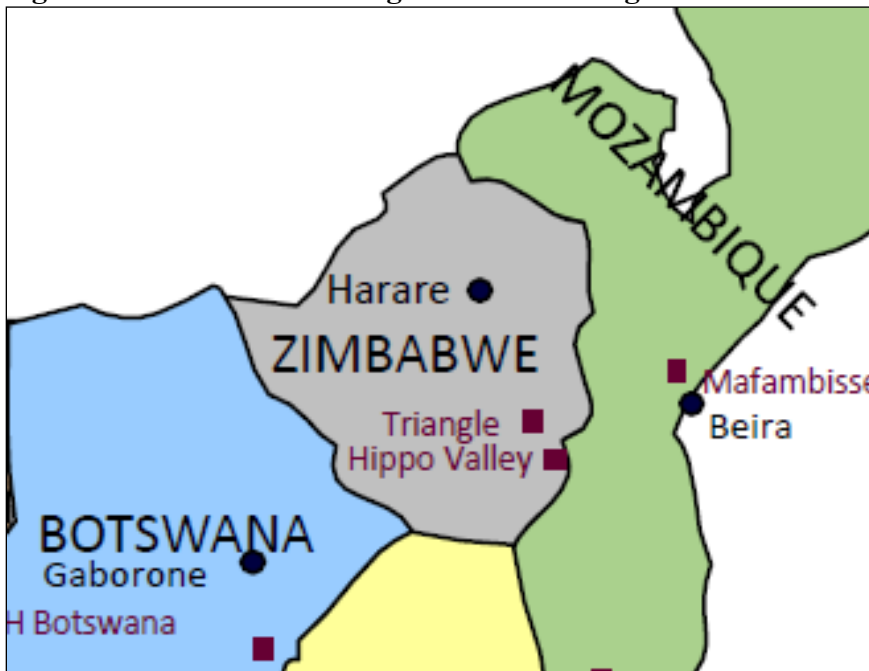 MOZAMBIQUE
Harare
ZIMBABWE
Mafambisse
Triangle
Beira
Hippo Valley
BOTSWANA
Gaborone
H Botswana